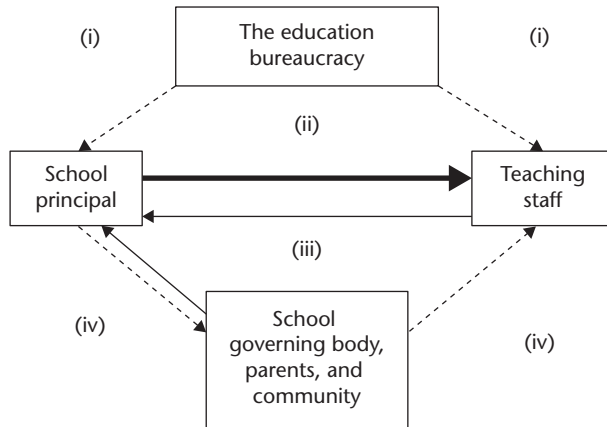 (i)
The education
bureaucracy
(i)
(ii)
School
principal
Teaching
staff
(iii)
(iv)
School
governing body,
parents, and
community
(iv)